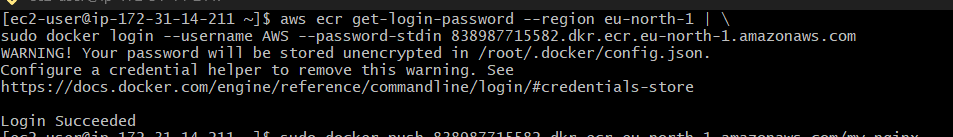 [ec2-user@ip-172-31-14-211 ~]$ aws ecr get-login-password --region eu-north-1 | \
sudo docker login --username AWS --password-stdin 838987715582.dkr.ecr.eu-north-1.amazonaws.com
WARNING! Your password will be stored unencrypted in /root/.docker/config.json.
Configure a credential helper to remove this warning. See
https://docs.docker.com/engine/reference/commandline/login/#credentials-store
Login Succeeded
[ec2-user@ip-172-31-14-211 ~]$ sudo docker push 838987715582.dkr.ecr.eu-north-1.amazonaws.com/my-nginx